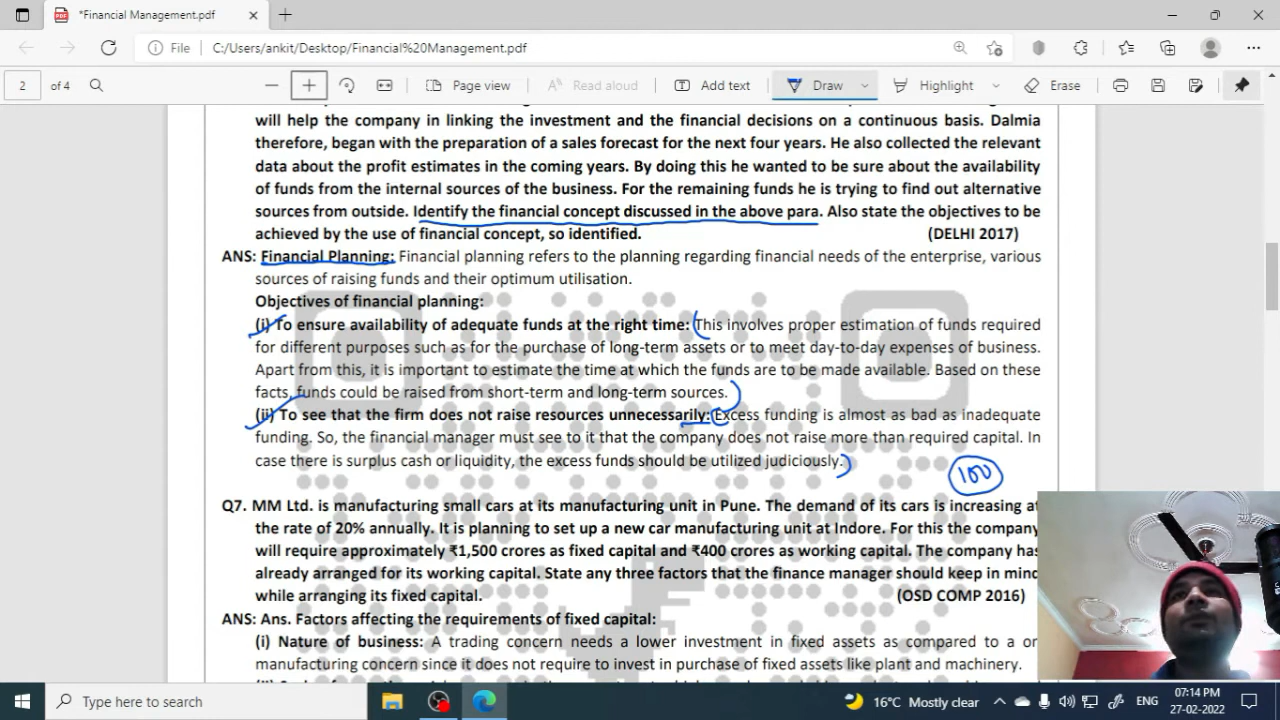 *Financial Management.pdf
File C:/Users/ankit/Desktop/Financial%20Management.pdf
2 of 4 Page view Read aloud Add text Draw Highlight Erase
will help the company in linking the investment and the financial decisions on a continuous basis. Dalmia
therefore, began with the preparation of a sales forecast for the next four years. He also collected the relevant
data about the profit estimates in the coming years. By doing this he wanted to be sure about the availability
of funds from the internal sources of the business. For the remaining funds he is trying to find out alternative
sources from outside. Identify the financial concept discussed in the above para. Also state the objectives to be
achieved by the use of financial concept, so identified. (DELHI 2017)
ANS: Financial Planning: Financial planning refers to the planning regarding financial needs of the enterprise, various
sources of raising funds and their optimum utilisation.
Objectives of financial planning:
(i) To ensure availability of adequate funds at the right time: This involves proper estimation of funds required
for different purposes such as for the purchase of long-term assets or to meet day-to-day expenses of business.
Apart from this, it is important to estimate the time at which the funds are to be made available. Based on these
facts, funds could be raised from short-term and long-term sources.
(ii) To see that the firm does not raise resources unnecessarily: Excess funding is almost as bad as inadequate
funding. So, the financial manager must see to it that the company does not raise more than required capital. In
case there is surplus cash or liquidity, the excess funds should be utilized judiciously.
100
Q7. MM Ltd. is manufacturing small cars at its manufacturing unit in Pune. The demand of its cars is increasing at
the rate of 20% annually. It is planning to set up a new car manufacturing unit at Indore. For this the company
will require approximately ₹1,500 crores as fixed capital and ₹400 crores as working capital. The company has
already arranged for its working capital. State any three factors that the finance manager should keep in mind
while arranging its fixed capital. (OSD COMP 2016)
ANS: Ans. Factors affecting the requirements of fixed capital:
(i) Nature of business: A trading concern needs a lower investment in fixed assets as compared to a
manufacturing concern since it does not require to invest in purchase of fixed assets like plant and machinery.
Type here to search 16°C Mostly clear ENG 07:14 PM
27-02-2022